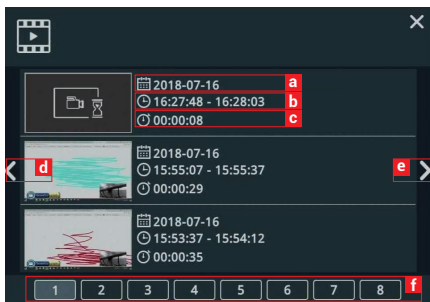 2018-07-16 a
16:27:48 - 16:28:03 b
00:00:08 c
d
e
2018-07-16
15:55:07 - 15:55:37
00:00:29
2018-07-16
15:53:37 - 15:54:12
00:00:35
f
1 2 3 4 5 6 7 8